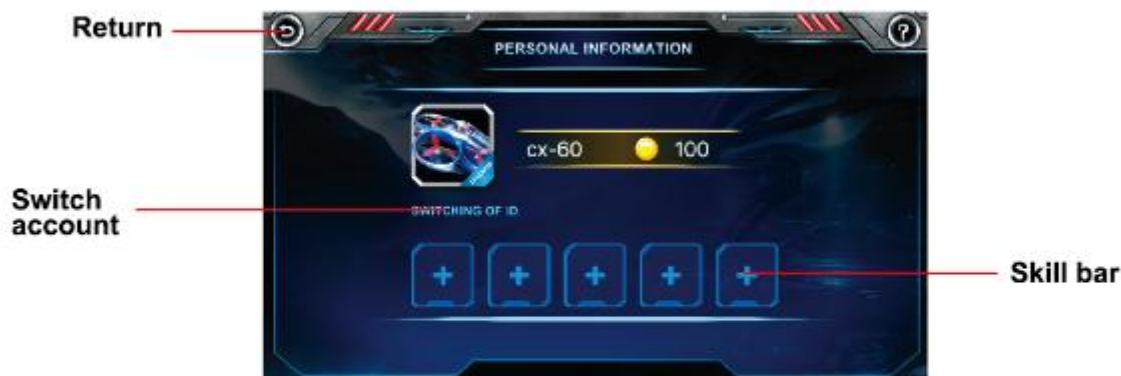 Return
PERSONAL INFORMATION
cx-60 100
Switch
account
SWITCHING OF ID
Skill bar